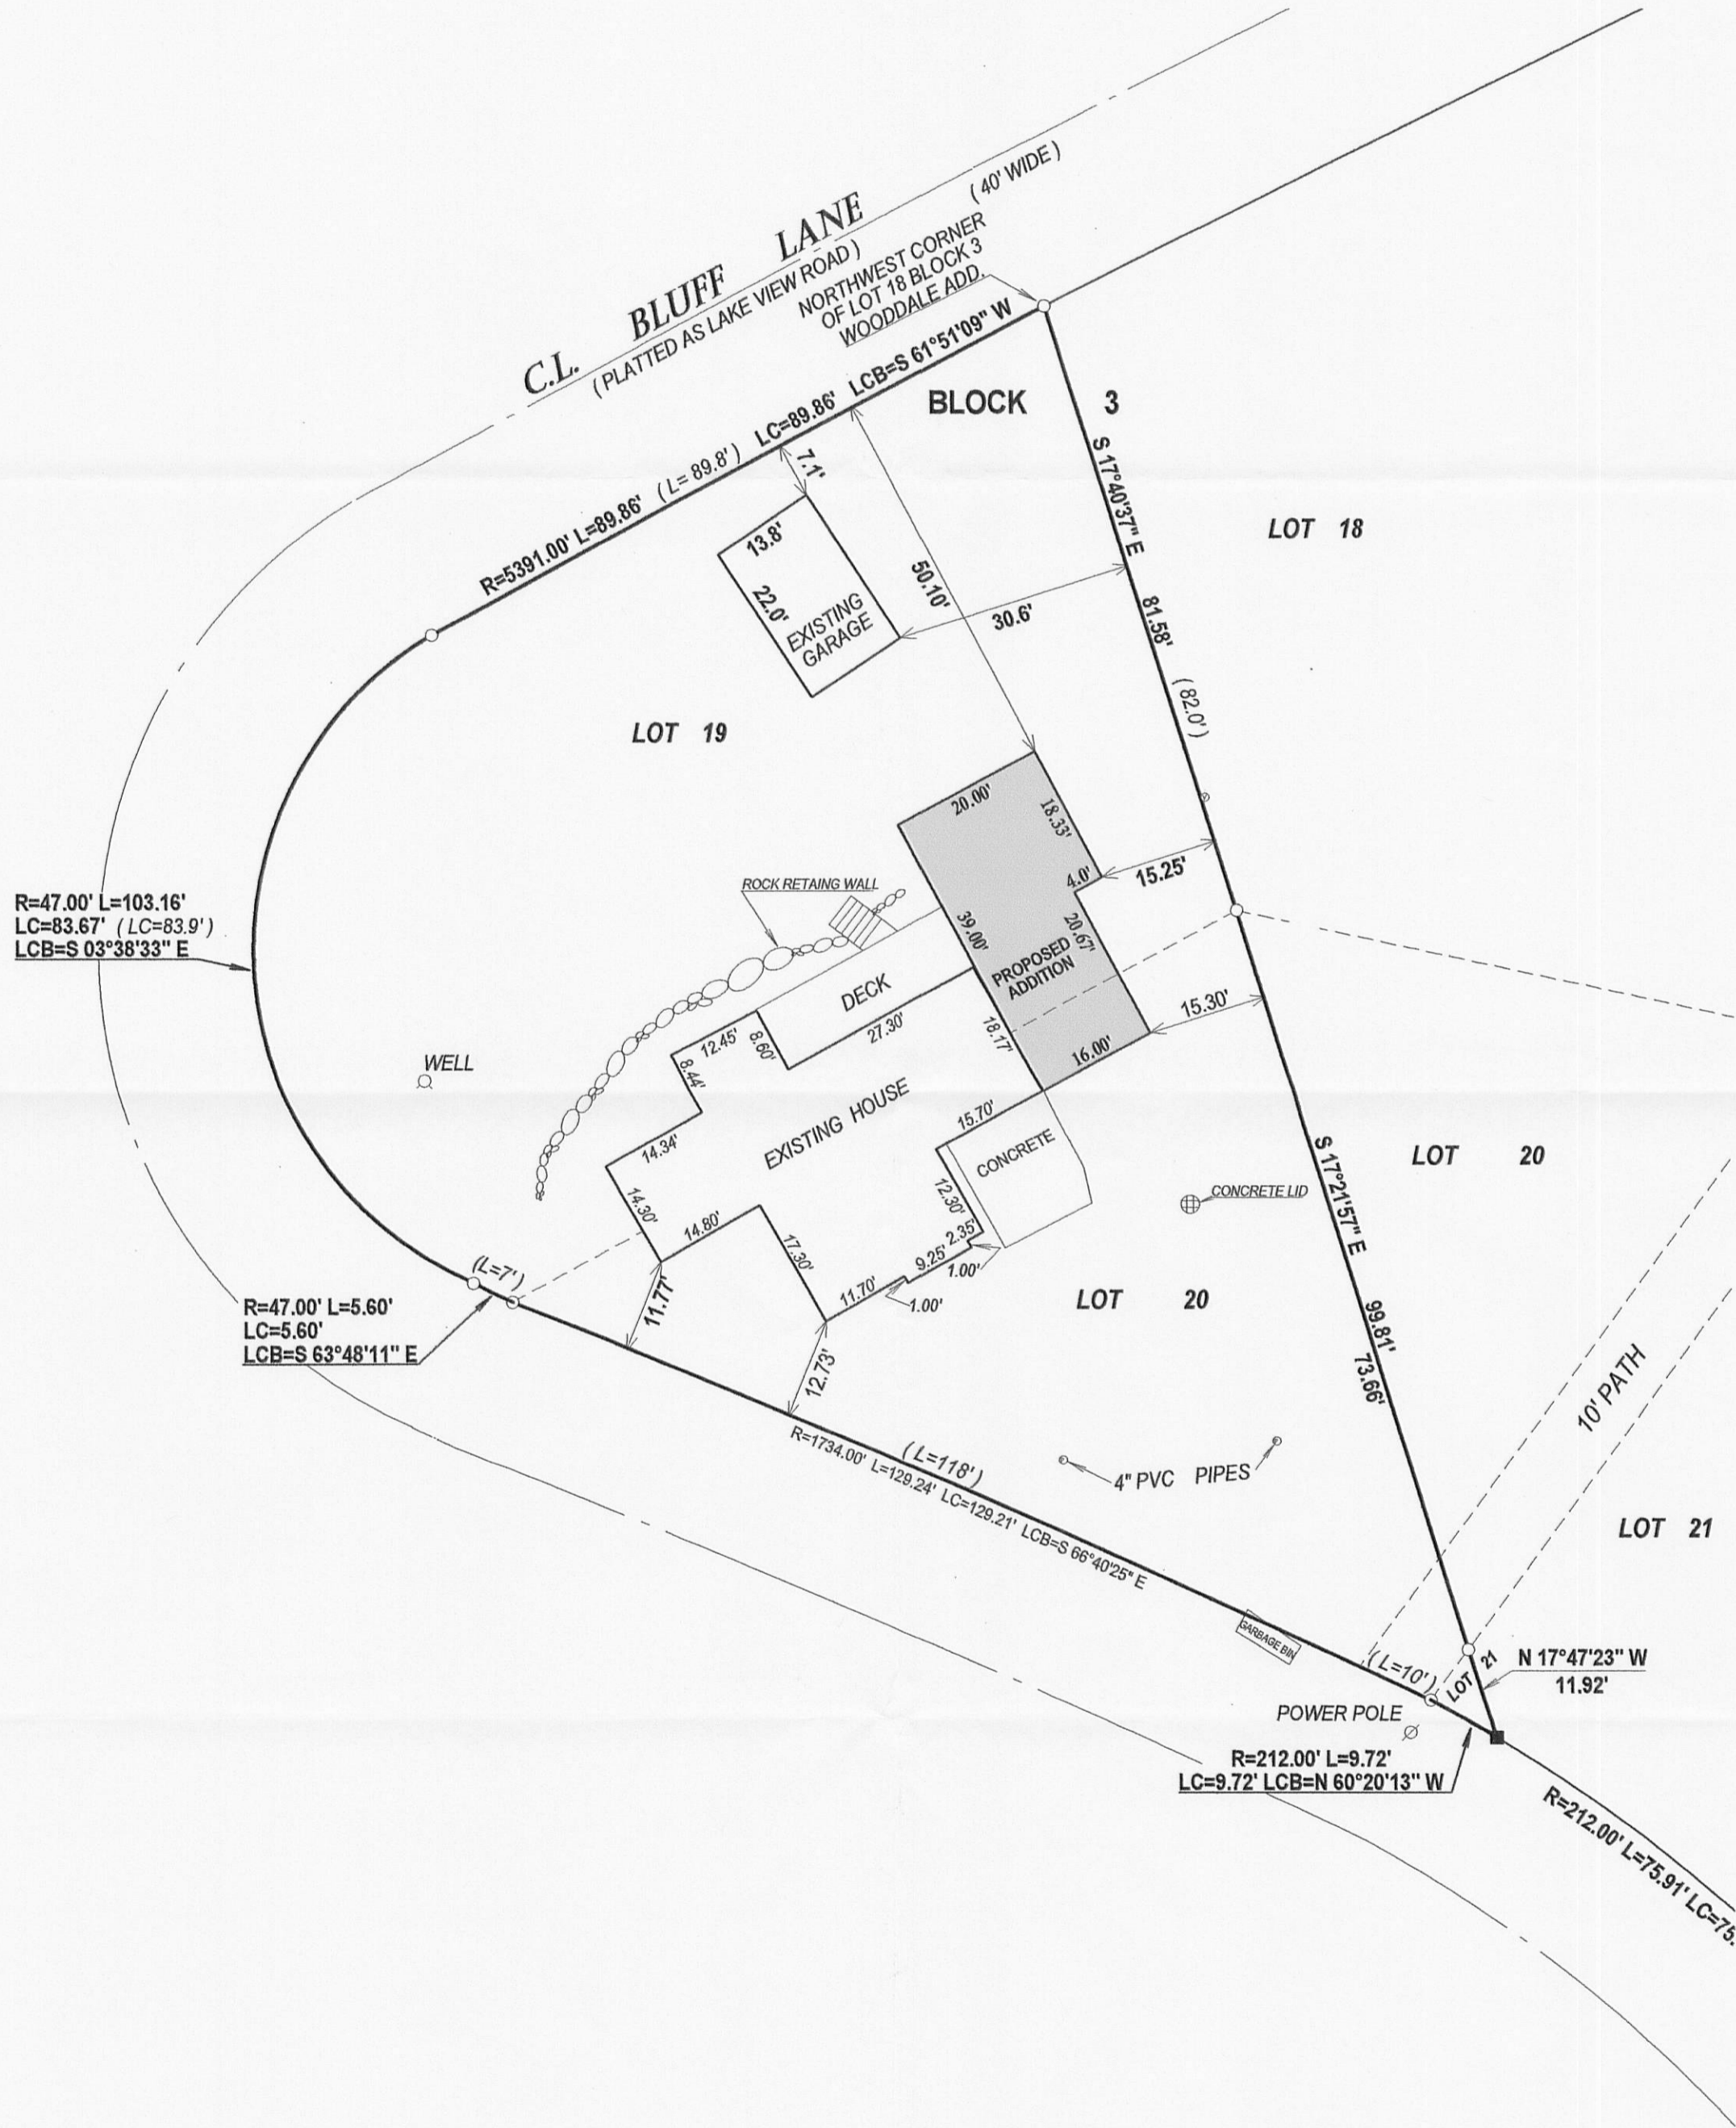 ( 40' WIDE )
C.L. BLUFF LANE
( PLATTED AS LAKE VIEW ROAD )
NORTHWEST CORNER
OF LOT 18 BLOCK 3
WOODDALE ADD.
R=5391.00' L=89.86' ( L= 89.8' ) LC=89.86' LCB=S 61°51'09" W
BLOCK 3
7.1'
S 17°40'37" E 81.58' ( 82.0' )
LOT 18
13.8'
22.0'
EXISTING
GARAGE
50.10'
30.6'
LOT 19
20.00'
18.33'
4.0'
15.25'
ROCK RETAING WALL
39.00'
20.67'
PROPOSED
ADDITION
R=47.00' L=103.16'
LC=83.67' ( LC=83.9' )
LCB=S 03°38'33" E
DECK
15.30'
12.45'
8.60'
27.30'
18.17'
16.00'
WELL
8.44'
EXISTING HOUSE
15.70'
CONCRETE
14.34'
LOT 20
S 17°21'57" E 99.81'
73.66'
CONCRETE LID
14.30'
14.80'
17.30'
12.30'
2.35'
9.25'
1.00'
11.70'
1.00'
(L=7')
11.77'
LOT 20
R=47.00' L=5.60'
LC=5.60'
LCB=S 63°48'11" E
12.73'
10' PATH
( L=118' )
R=1734.00' L=129.24' LC=129.21' LCB=S 66°40'25" E
4" PVC PIPES
LOT 21
GARBAGE BIN
( L=10' )
LOT 21
N 17°47'23" W
11.92'
POWER POLE
R=212.00' L=9.72'
LC=9.72' LCB=N 60°20'13" W
R=212.00' L=75.91' LC=75.